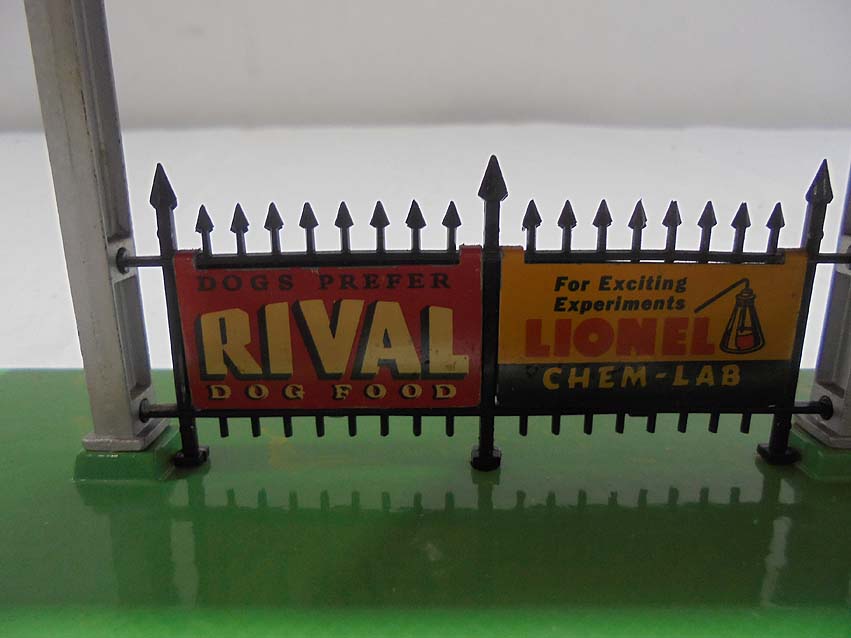 DOGS PREFER
RIVAL
DOG FOOD
For Exciting
Experiments
LIONEL
CHEM-LAB